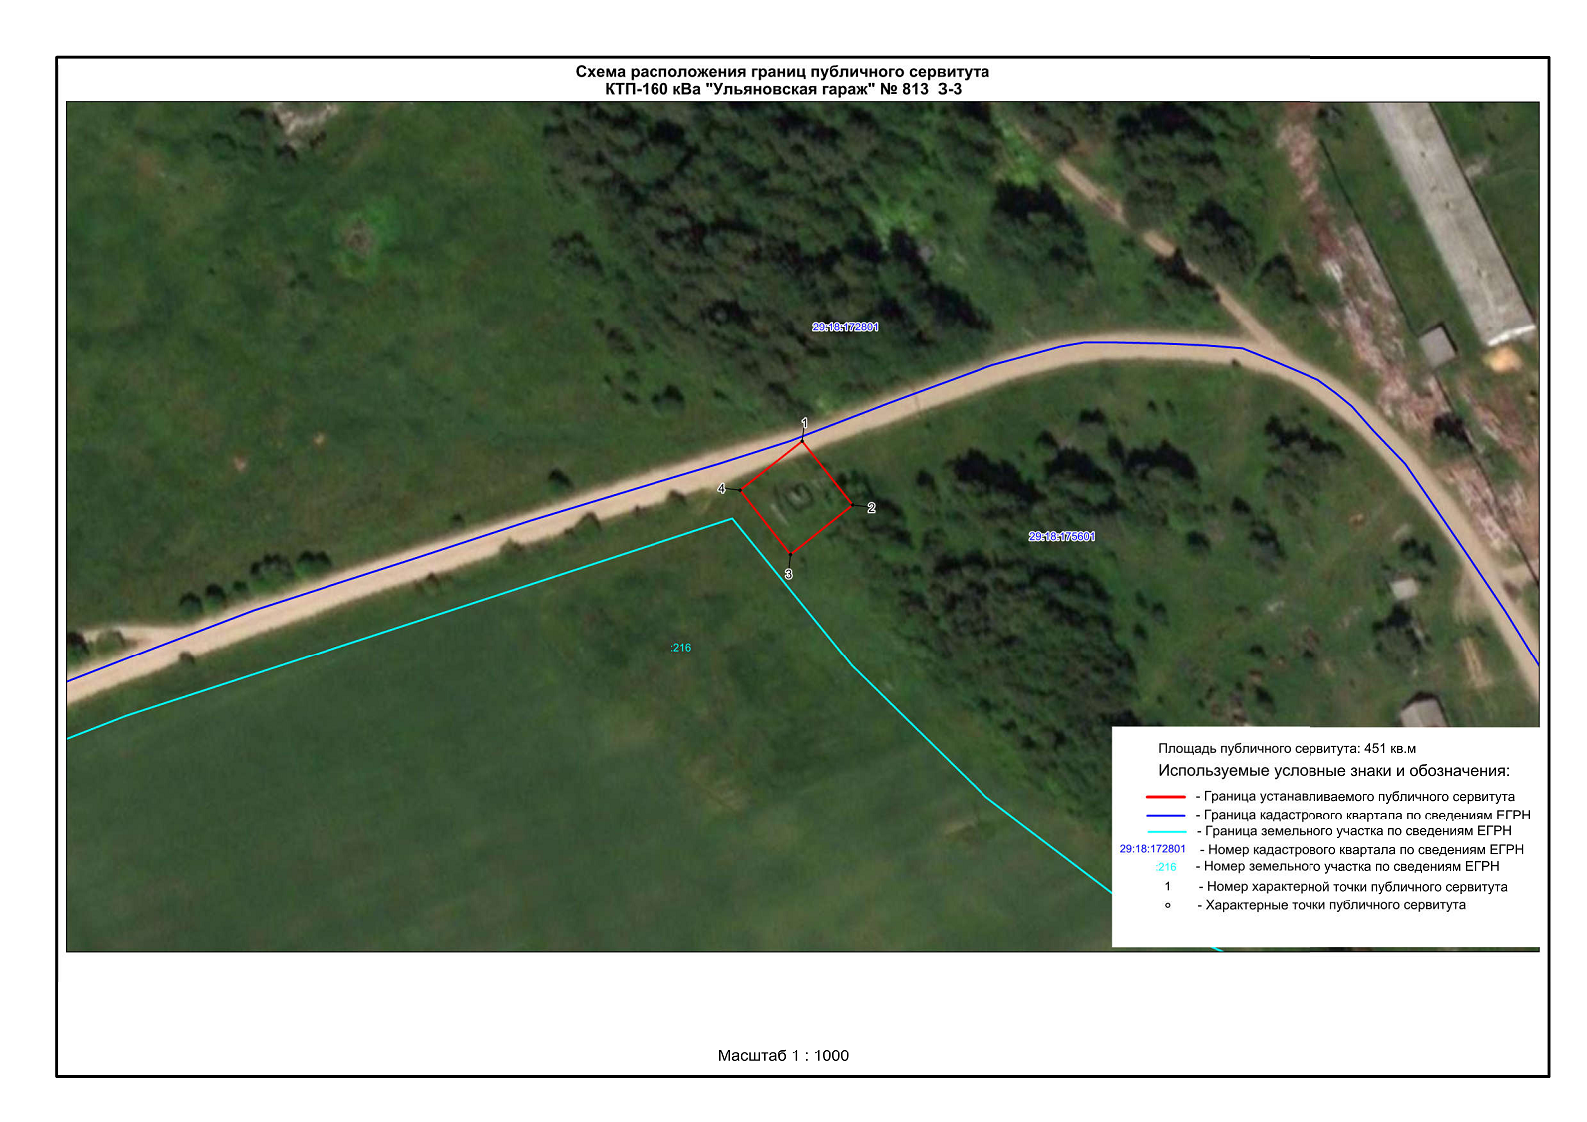 Схема расположения границ публичного сервитута
КТП-160 кВа "Ульяновская гараж" № 813 З-3
29:18:172801
1
4
2
29:18:175601
3
:216
Площадь публичного сервитута: 451 кв.м
Используемые условные знаки и обозначения:
- Граница устанавливаемого публичного сервитута
- Граница кадастрового квартала по сведениям ЕГРН
- Граница земельного участка по сведениям ЕГРН
29:18:172801 - Номер кадастрового квартала по сведениям ЕГРН
:216 - Номер земельного участка по сведениям ЕГРН
1 - Номер характерной точки публичного сервитута
- Характерные точки публичного сервитута
Масштаб 1 : 1000